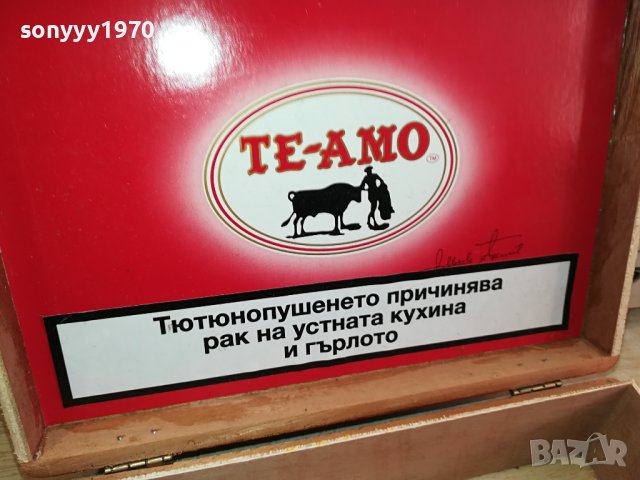 sonyyy1970
TE-AMO
TM
Тютюнопушенето причинява
рак на устната кухина
и гърлото
BAZAR